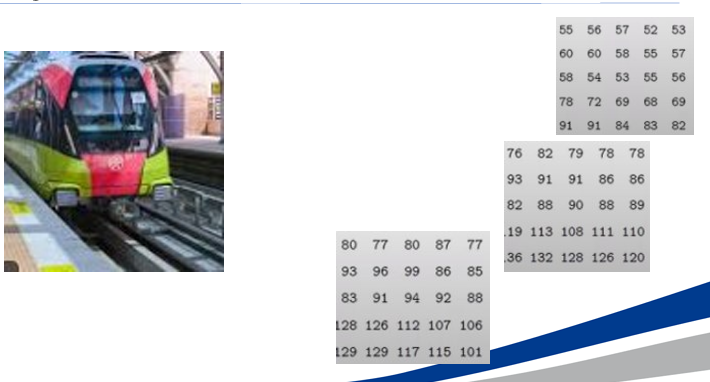 55 56 57 52 53
60 60 58 55 57
58 54 53 55 56
78 72 69 68 69
91 91 84 83 82
76 82 79 78 78
93 91 91 86 86
82 88 90 88 89
19 113 108 111 110
36 132 128 126 120
80 77 80 87 77
93 96 99 86 85
83 91 94 92 88
128 126 112 107 106
129 129 117 115 101